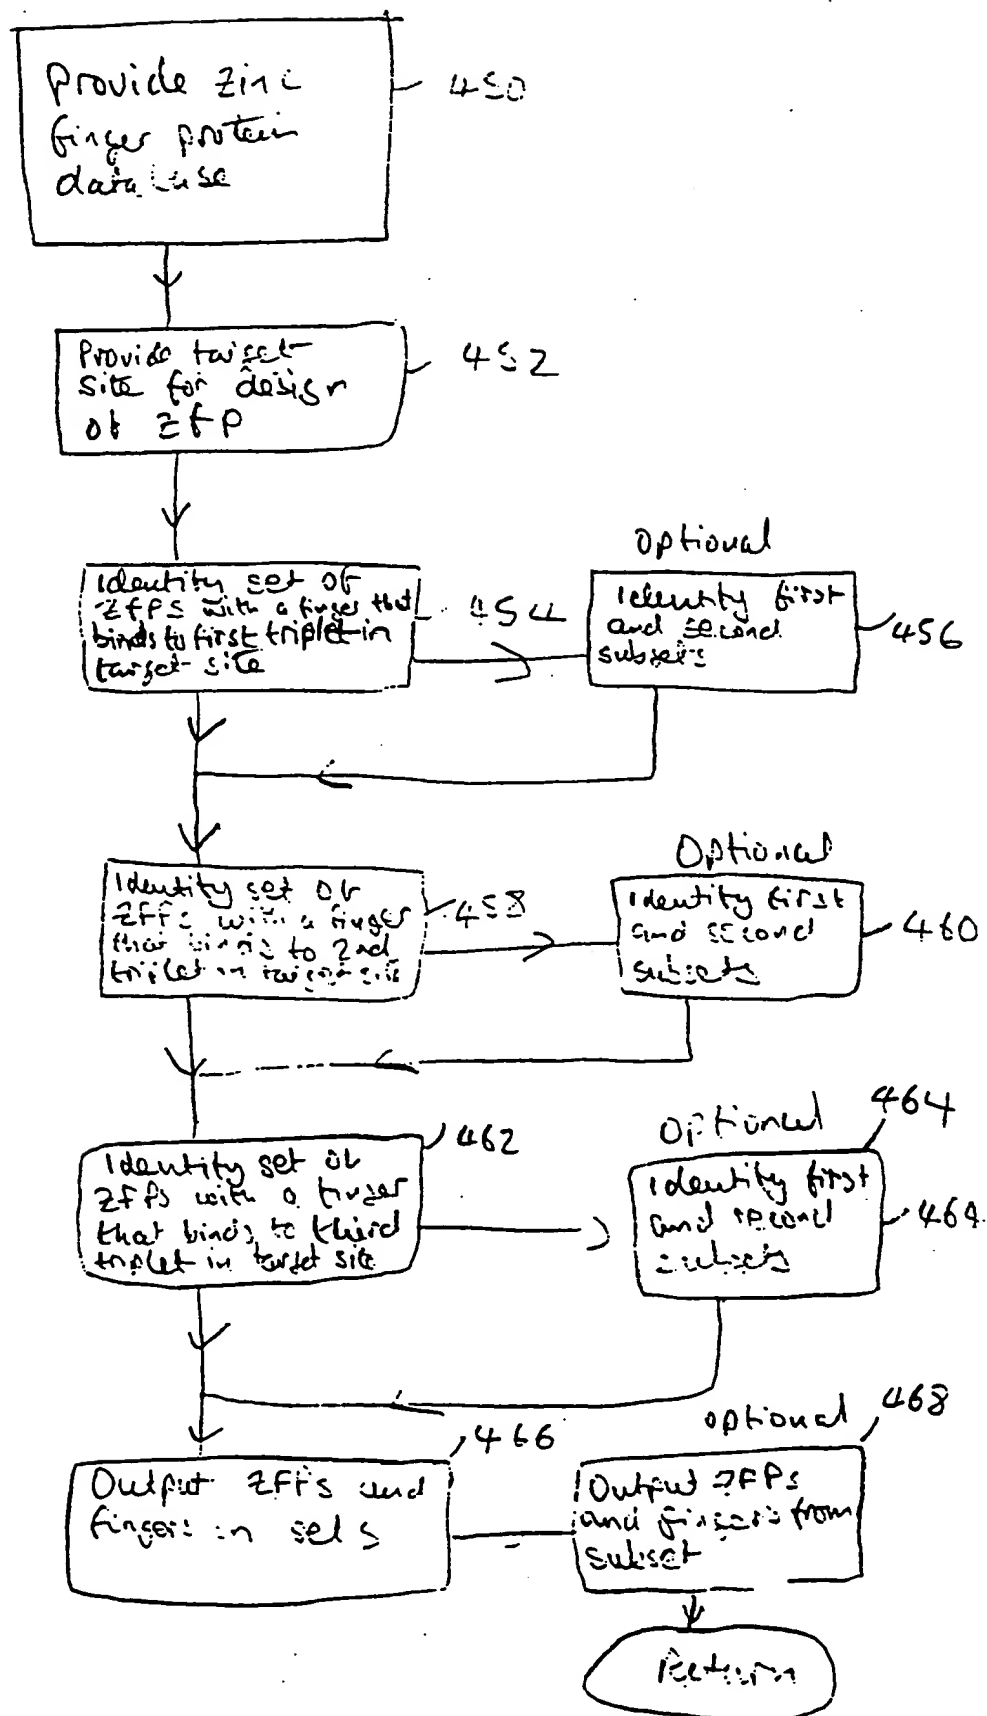 Provide zinc
finger protein
database
450
Provide target
site for design
of ZFP
452
Identify set of
ZFPs with a finger that
binds to first triplet in
target site
454
Optional
Identify first
and second
subsets
456
Identify set of
ZFPs with a finger
that binds to 2nd
triplet in target site
458
Optional
Identify first
and second
subsets
460
Identify set of
ZFPs with a finger
that binds to third
triplet in target site
462
Optional
464
Identify first
and second
subsets
464
Output ZFPs and
fingers in sets
466
optional
468
Output ZFPs
and fingers from
subset
Return